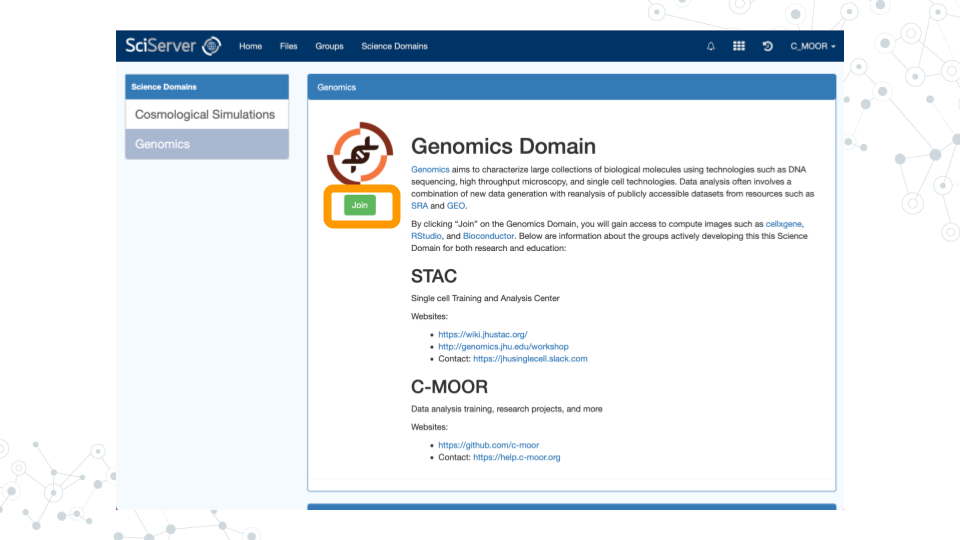 SciServer Home Files Groups Science Domains C_MOOR
Science Domains
Cosmological Simulations
Genomics
Genomics
Join
Genomics Domain
Genomics aims to characterize large collections of biological molecules using technologies such as DNA
sequencing, high throughput microscopy, and single cell technologies. Data analysis often involves a
combination of new data generation with reanalysis of publicly accessible datasets from resources such as
SRA and GEO.
By clicking “Join” on the Genomics Domain, you will gain access to compute images such as cellxgene,
RStudio, and Bioconductor. Below are information about the groups actively developing this this Science
Domain for both research and education:
STAC
Single cell Training and Analysis Center
Websites:
• https://wiki.jhustac.org/
• http://genomics.jhu.edu/workshop
• Contact: https://jhusinglecell.slack.com
C-MOOR
Data analysis training, research projects, and more
Websites:
• https://github.com/c-moor
• Contact: https://help.c-moor.org